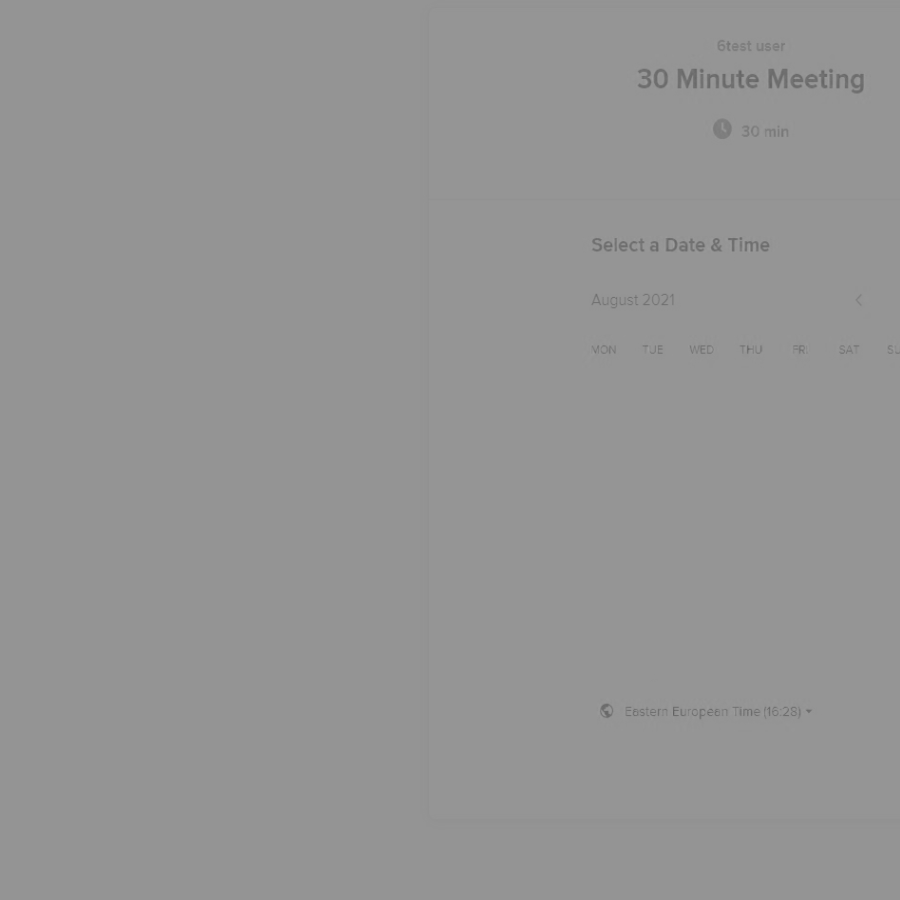 6test user
30 Minute Meeting
30 min
Select a Date & Time
August 2021
MON TUE WED THU FRI SAT SU
Eastern European Time (16:28)